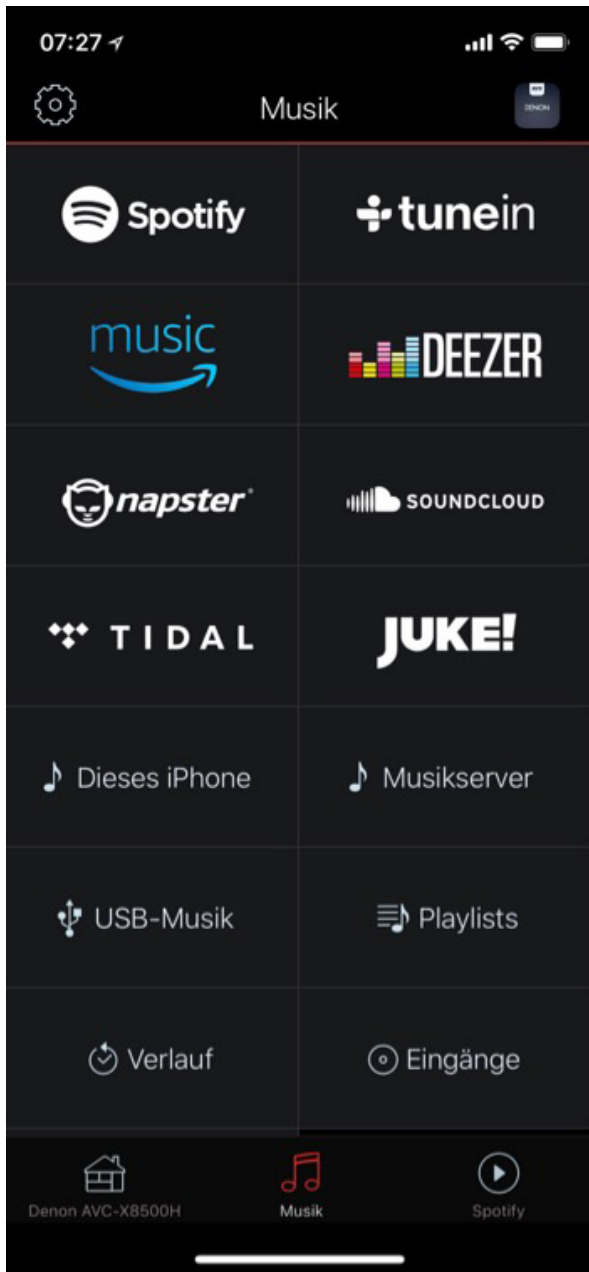 07:27
Musik
DENON
Spotify
tunein
music
DEEZER
napster
SOUNDCLOUD
TIDAL
JUKE!
Dieses iPhone
Musikserver
USB-Musik
Playlists
Verlauf
Eingänge
Denon AVC-X8500H
Musik
Spotify